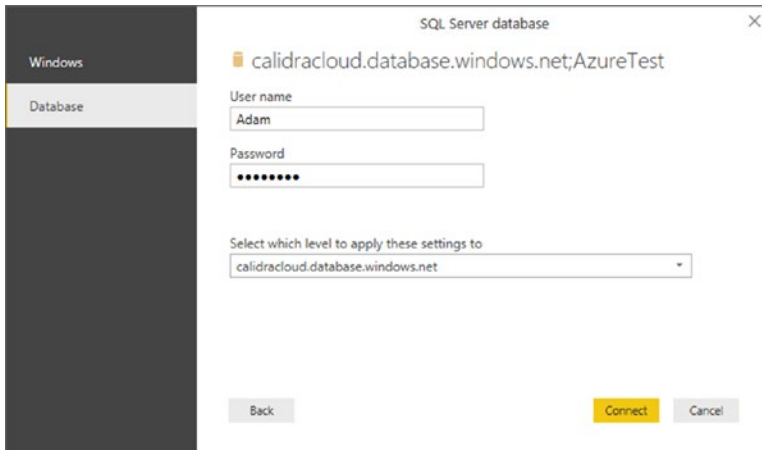 SQL Server database
Windows
Database
calidracloud.database.windows.net;AzureTest
User name
Adam
Password
••••••••
Select which level to apply these settings to
calidracloud.database.windows.net
Back
Connect
Cancel